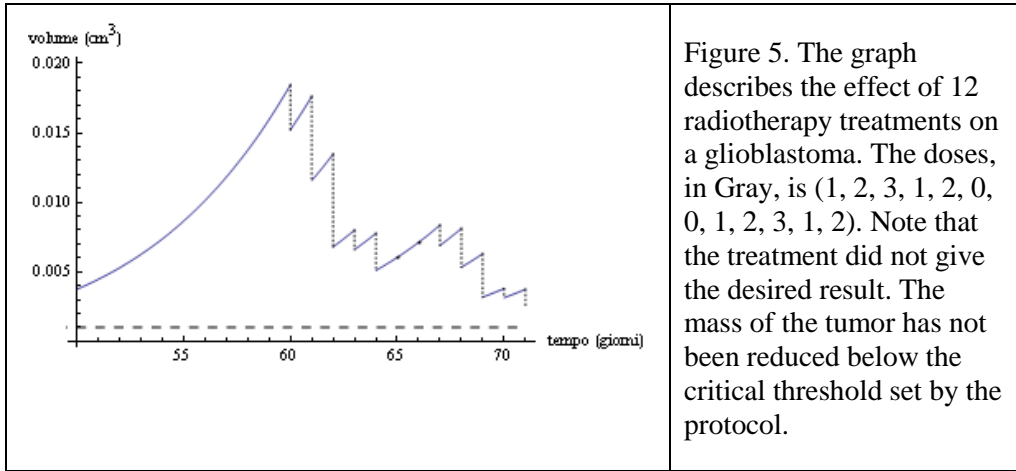 volume (cm3)
0.020
0.015
0.010
0.005
55
60
65
70
tempo (giorni)
Figure 5. The graph
describes the effect of 12
radiotherapy treatments on
a glioblastoma. The doses,
in Gray, is (1, 2, 3, 1, 2, 0,
0, 1, 2, 3, 1, 2). Note that
the treatment did not give
the desired result. The
mass of the tumor has not
been reduced below the
critical threshold set by the
protocol.